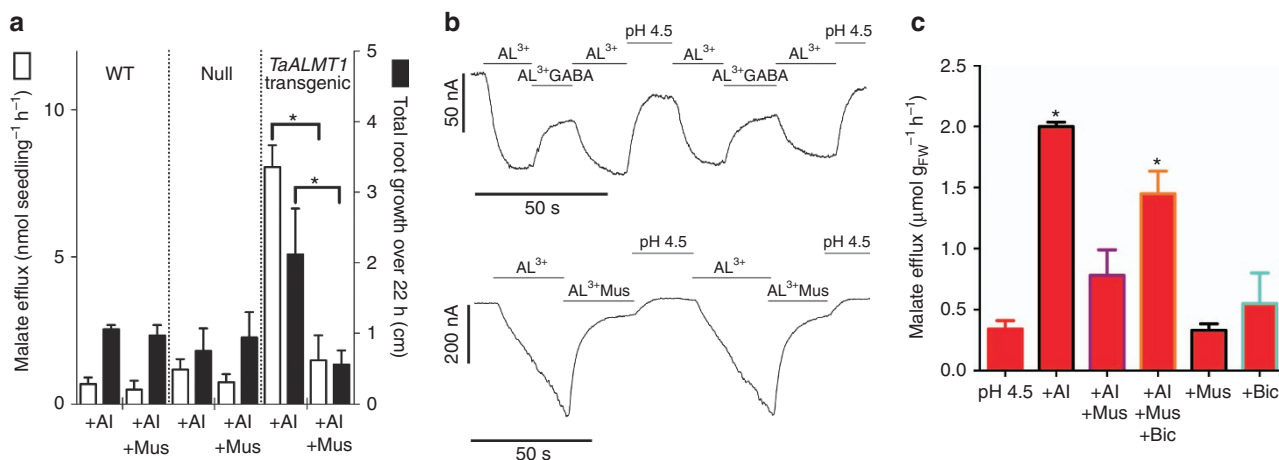 a
Malate efflux (nmol seedling⁻¹ h⁻¹)
10
5
0
WT
Null
TaALMT1
transgenic
*
*
5
4
3
2
1
0
Total root growth over 22 h (cm)
+Al
+Al
+Mus
+Al
+Al
+Mus
+Al
+Al
+Mus
b
pH 4.5
pH 4.5
AL³⁺
AL³⁺
AL³⁺
AL³⁺
AL³⁺GABA
AL³⁺GABA
50 nA
50 s
pH 4.5
pH 4.5
AL³⁺
AL³⁺
AL³⁺Mus
AL³⁺Mus
200 nA
50 s
c
Malate efflux (μmol g_FW⁻¹ h⁻¹)
2.5
2.0
1.5
1.0
0.5
0.0
*
*
pH 4.5
+Al
+Al
+Mus
+Al
+Mus
+Bic
+Mus
+Bic